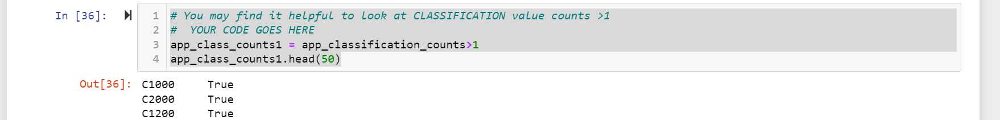 In [36]:
1 # You may find it helpful to look at CLASSIFICATION value counts >1
2 #  YOUR CODE GOES HERE
3 app_class_counts1 = app_classification_counts>1
4 app_class_counts1.head(50)
Out[36]: C1000     True
C2000     True
C1200     True